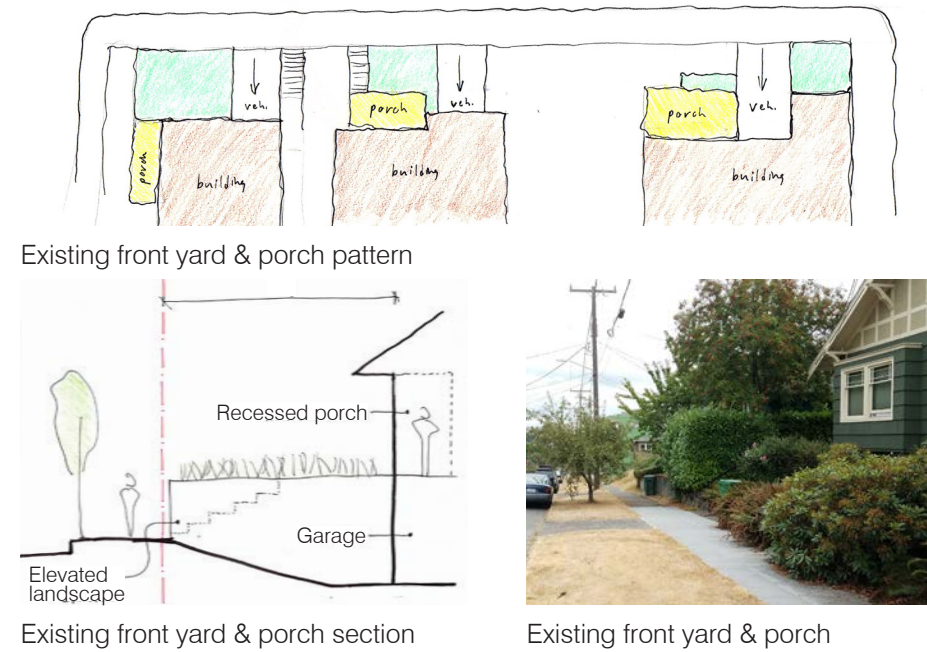 veh.
porch
veh.
porch
veh.
porch
building
building
building
Existing front yard & porch pattern
Recessed porch
Garage
Elevated
landscape
Existing front yard & porch section
Existing front yard & porch